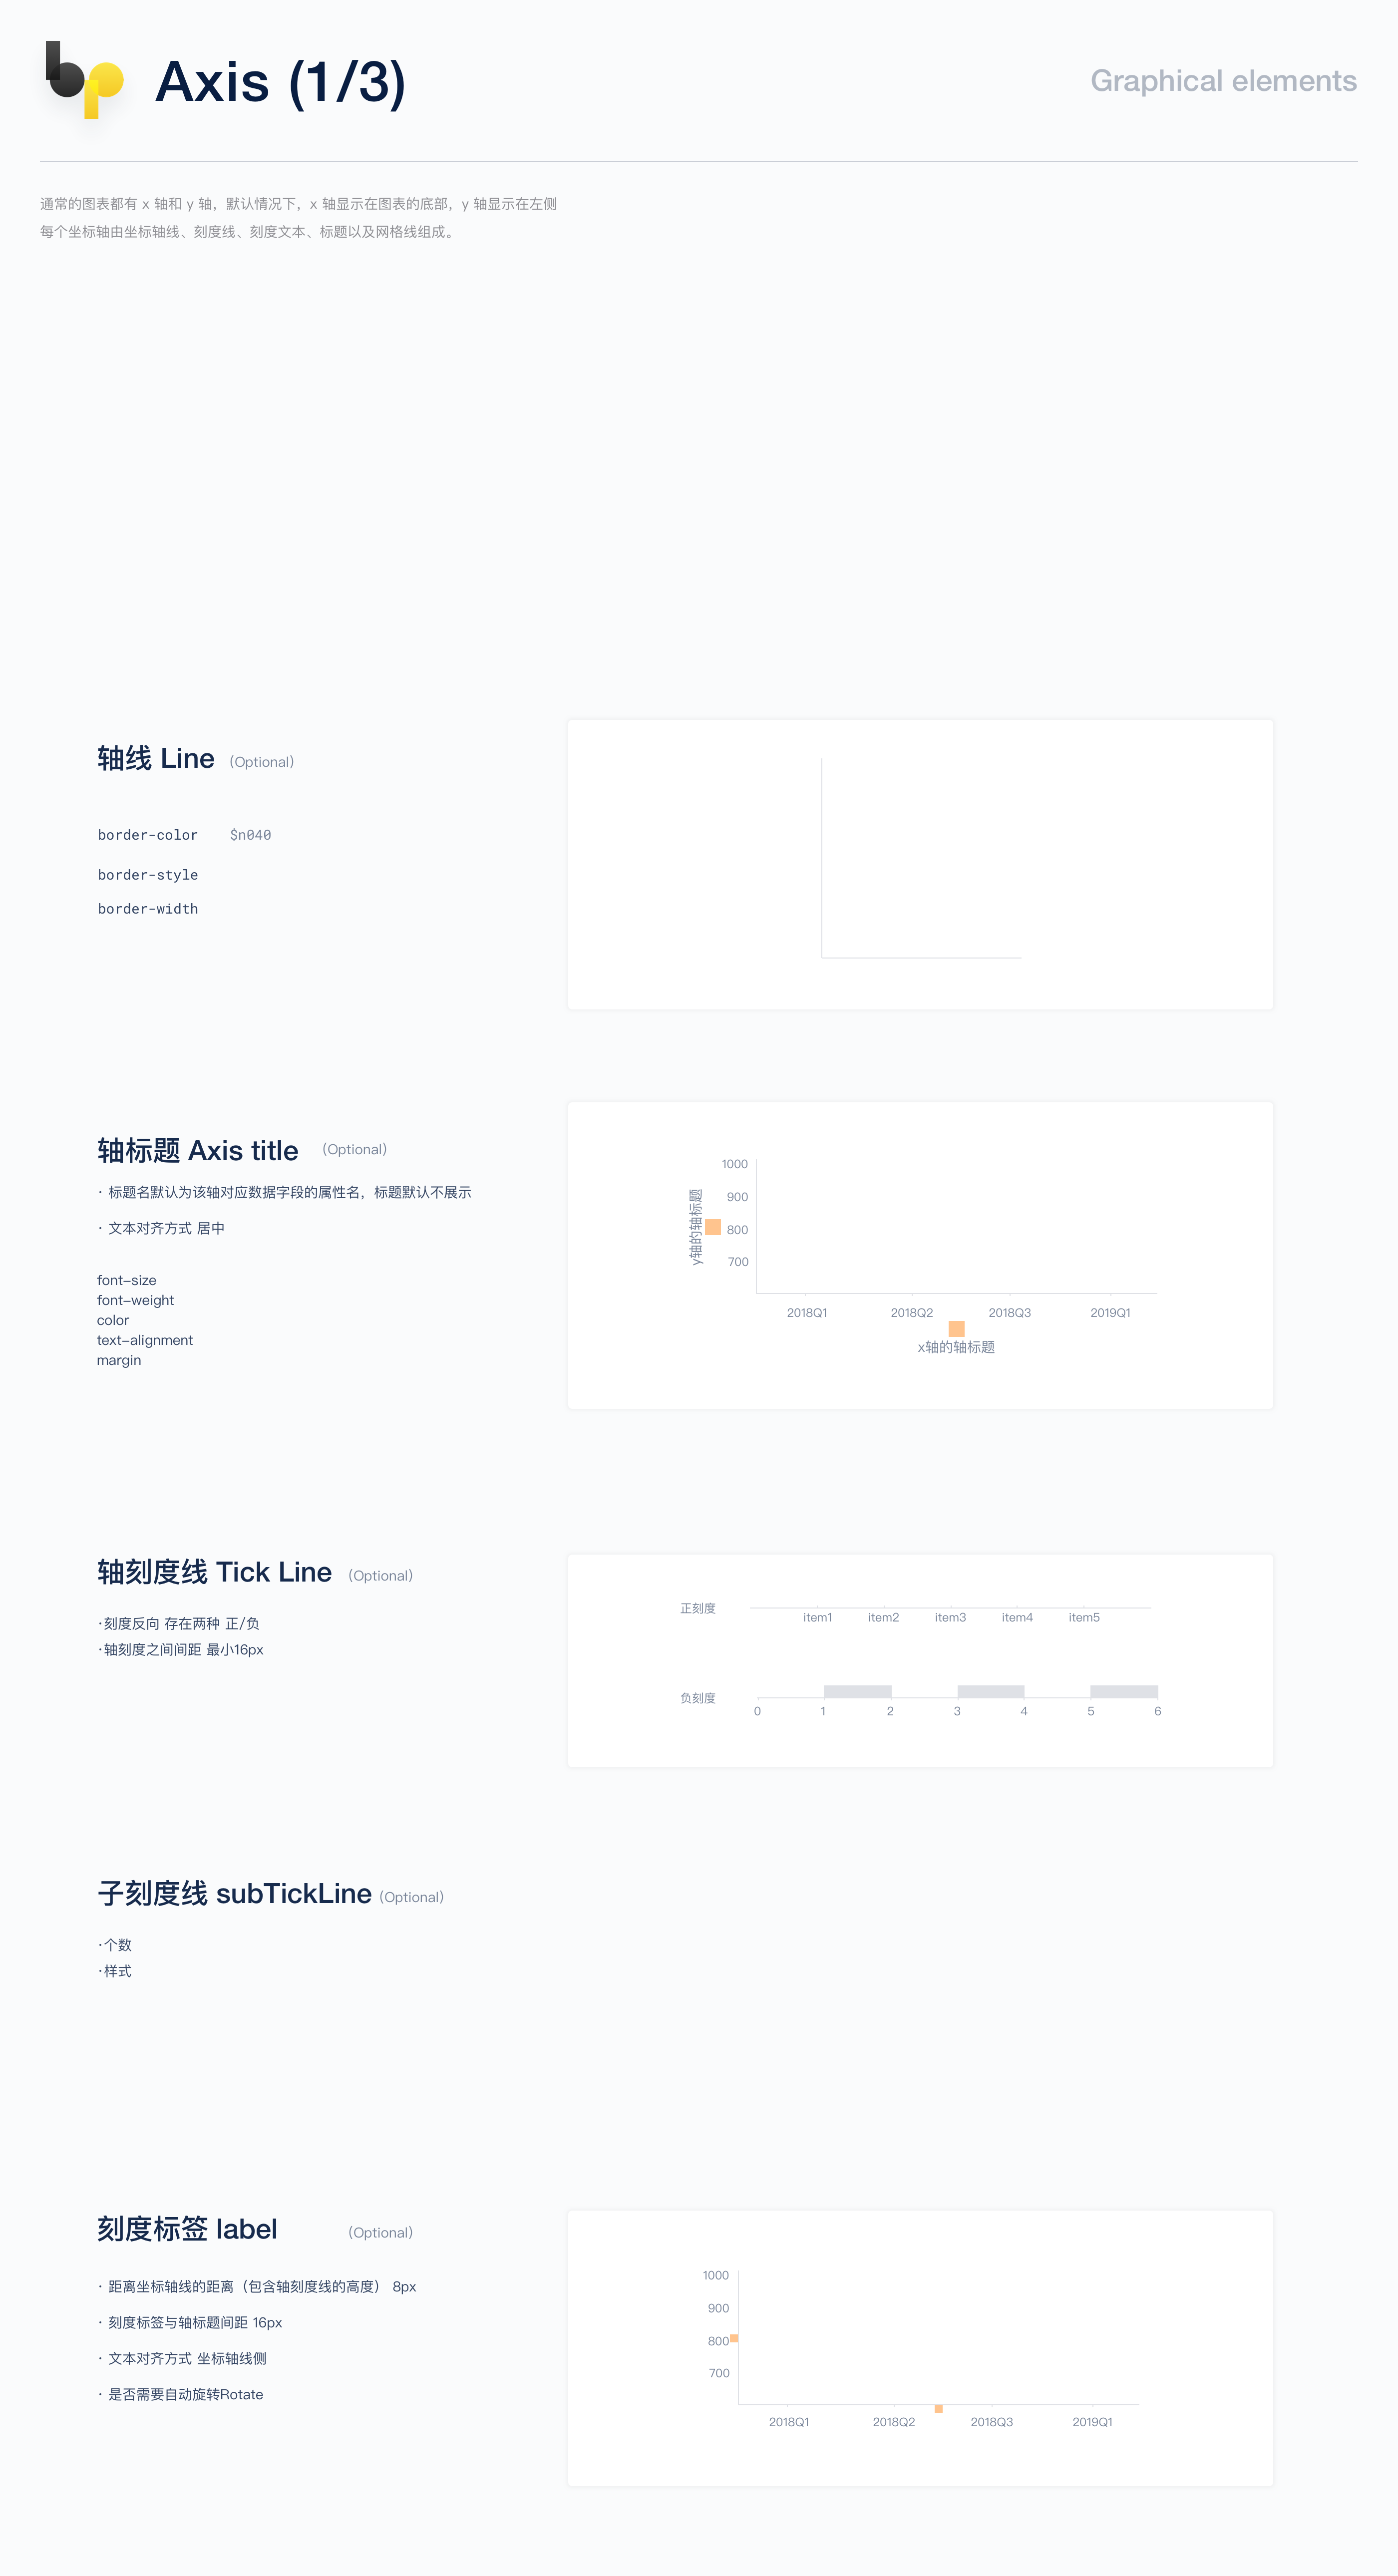 bp
Axis (1/3)
Graphical elements
通常的图表都有 x 轴和 y 轴，默认情况下，x 轴显示在图表的底部，y 轴显示在左侧
每个坐标轴由坐标轴线、刻度线、刻度文本、标题以及网格线组成。
轴线 Line （Optional）
border-color $n040
border-style
border-width
轴标题 Axis title （Optional）
· 标题名默认为该轴对应数据字段的属性名，标题默认不展示
· 文本对齐方式 居中
font-size
font-weight
color
text-alignment
margin
y轴的轴标题
1000
900
800
700
2018Q1 2018Q2 2018Q3 2019Q1
x轴的轴标题
轴刻度线 Tick Line （Optional）
·刻度反向 存在两种 正/负
·轴刻度之间间距 最小16px
正刻度
item1 item2 item3 item4 item5
负刻度
0 1 2 3 4 5 6
子刻度线 subTickLine （Optional）
·个数
·样式
刻度标签 label （Optional）
· 距离坐标轴线的距离（包含轴刻度线的高度） 8px
· 刻度标签与轴标题间距 16px
· 文本对齐方式 坐标轴线侧
· 是否需要自动旋转Rotate
1000
900
800
700
2018Q1 2018Q2 2018Q3 2019Q1